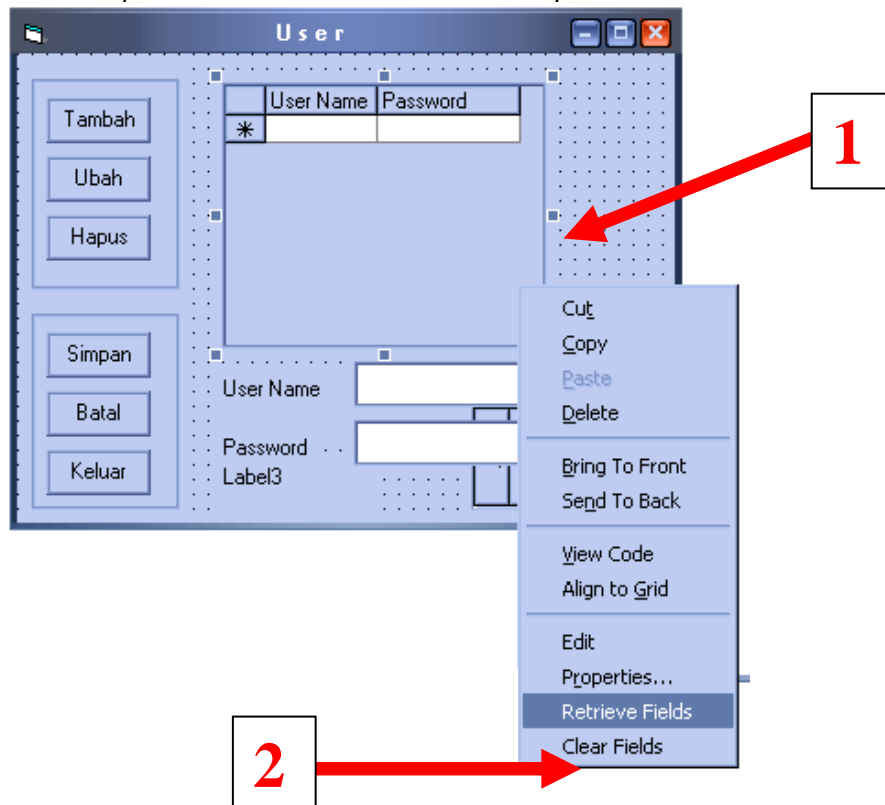 User
User Name Password
Tambah
Ubah
Hapus
1
Simpan
Batal
Keluar
User Name
Password
Label3
Cut
Copy
Paste
Delete
Bring To Front
Send To Back
View Code
Align to Grid
Edit
Properties...
Retrieve Fields
Clear Fields
2